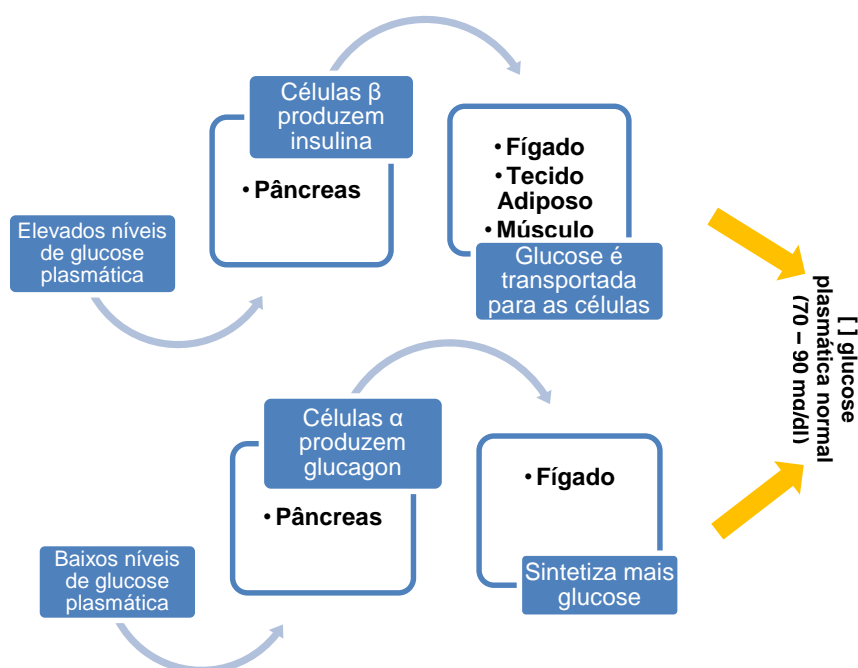 Células β
produzem
insulina
• Pâncreas
• Fígado
• Tecido
Adiposo
• Músculo
Elevados níveis
de glucose
plasmática
Glucose é
transportada
para as células
[ ] glucose
plasmática normal
(70 – 90 mg/dl)
Células α
produzem
glucagon
• Pâncreas
• Fígado
Baixos níveis
de glucose
plasmática
Sintetiza mais
glucose